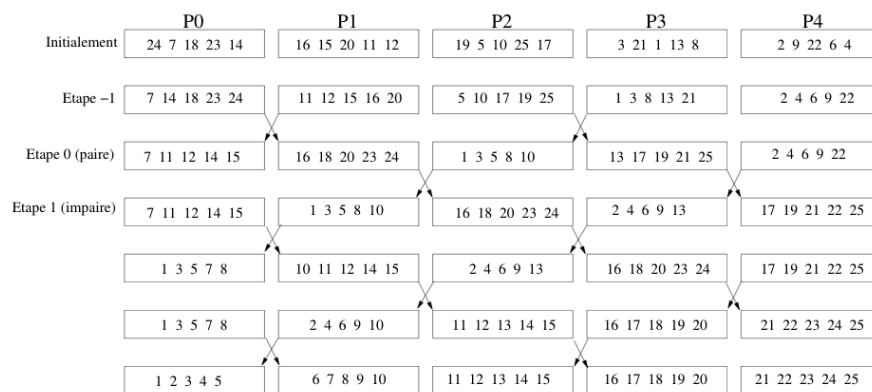 P0 P1 P2 P3 P4
Initialement 24 7 18 23 14 16 15 20 11 12 19 5 10 25 17 3 21 1 13 8 2 9 22 6 4
Etape −1 7 14 18 23 24 11 12 15 16 20 5 10 17 19 25 1 3 8 13 21 2 4 6 9 22
Etape 0 (paire) 7 11 12 14 15 16 18 20 23 24 1 3 5 8 10 13 17 19 21 25 2 4 6 9 22
Etape 1 (impaire) 7 11 12 14 15 1 3 5 8 10 16 18 20 23 24 2 4 6 9 13 17 19 21 22 25
1 3 5 7 8 10 11 12 14 15 2 4 6 9 13 16 18 20 23 24 17 19 21 22 25
1 3 5 7 8 2 4 6 9 10 11 12 13 14 15 16 17 18 19 20 21 22 23 24 25
1 2 3 4 5 6 7 8 9 10 11 12 13 14 15 16 17 18 19 20 21 22 23 24 25